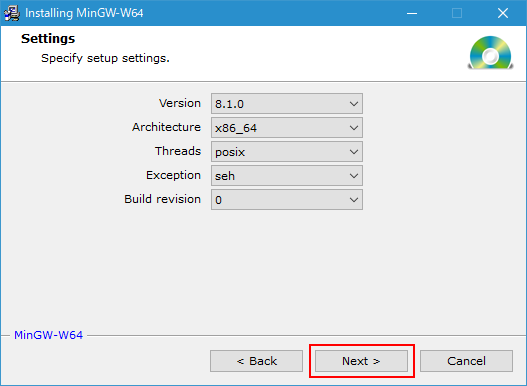 Installing MinGW-W64
Settings
Specify setup settings.
Version 8.1.0
Architecture x86_64
Threads posix
Exception seh
Build revision 0
MinGW-W64
< Back Next > Cancel